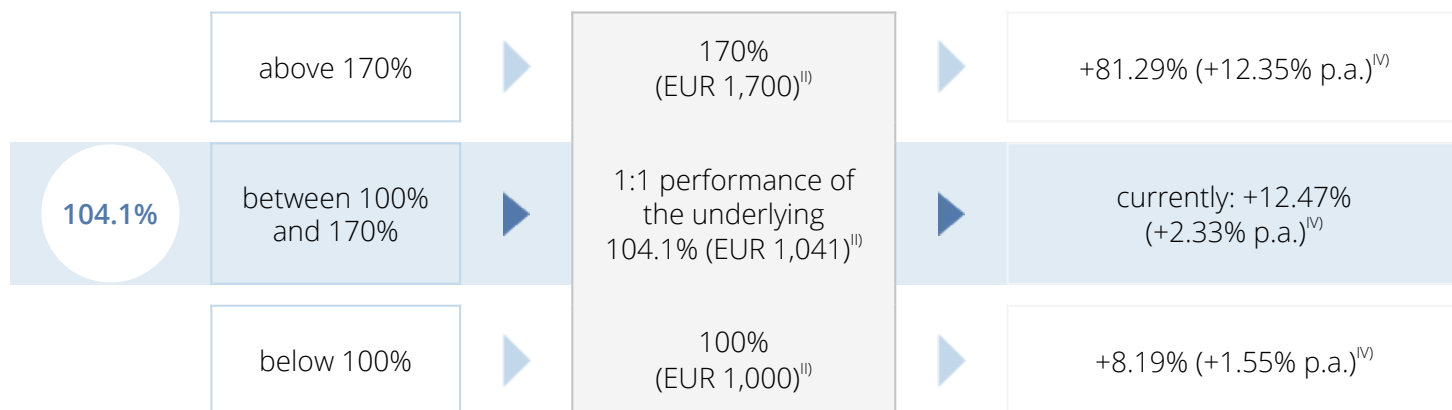 above 170%
170%
(EUR 1,700)II)
+81.29% (+12.35% p.a.)IV)
104.1%
between 100%
and 170%
1:1 performance of
the underlying
104.1% (EUR 1,041)II)
currently: +12.47%
(+2.33% p.a.)IV)
below 100%
100%
(EUR 1,000)II)
+8.19% (+1.55% p.a.)IV)